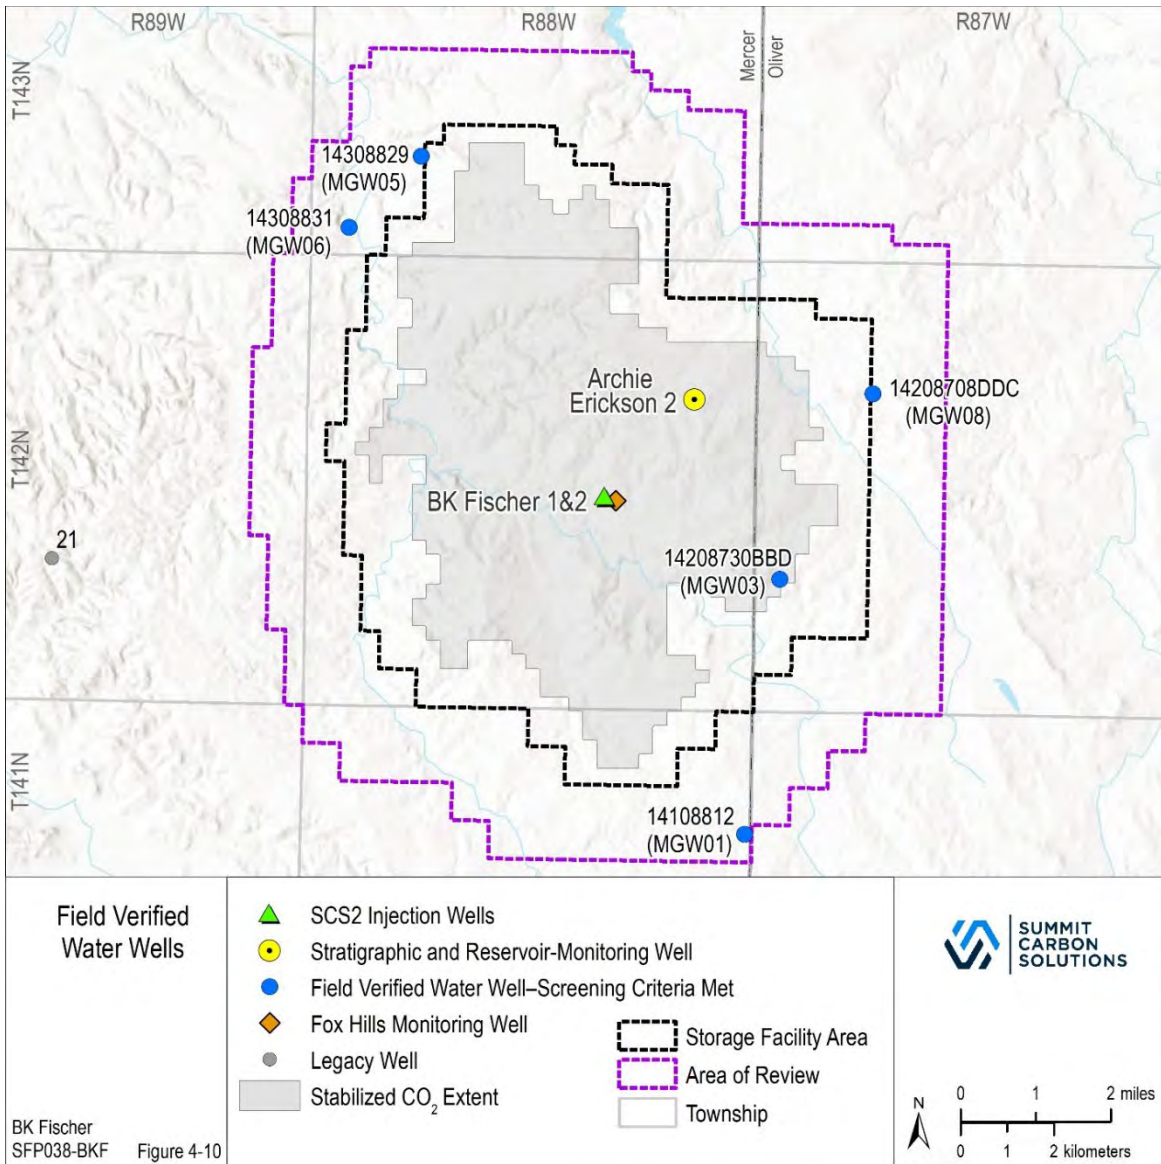 R89W
R88W
R87W
T143N
Mercer
Oliver
14308829
(MGW05)
14308831
(MGW06)
Archie
Erickson 2
14208708DDC
(MGW08)
T142N
BK Fischer 1&2
21
14208730BBD
(MGW03)
T141N
14108812
(MGW01)
Field Verified
Water Wells
BK Fischer
SFP038-BKF Figure 4-10
SCS2 Injection Wells
Stratigraphic and Reservoir-Monitoring Well
Field Verified Water Well–Screening Criteria Met
Fox Hills Monitoring Well
Legacy Well
Stabilized CO2 Extent
Storage Facility Area
Area of Review
Township
SUMMIT
CARBON
SOLUTIONS
N
0 1 2 miles
0 1 2 kilometers